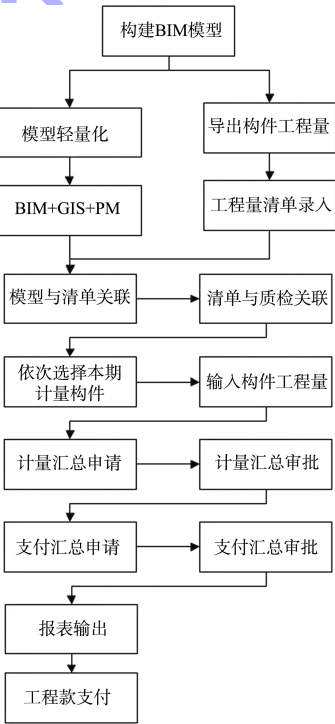 构建BIM模型
模型轻量化
导出构件工程量
BIM+GIS+PM
工程量清单录入
模型与清单关联
清单与质检关联
依次选择本期
计量构件
输入构件工程量
计量汇总申请
计量汇总审批
支付汇总申请
支付汇总审批
报表输出
工程款支付